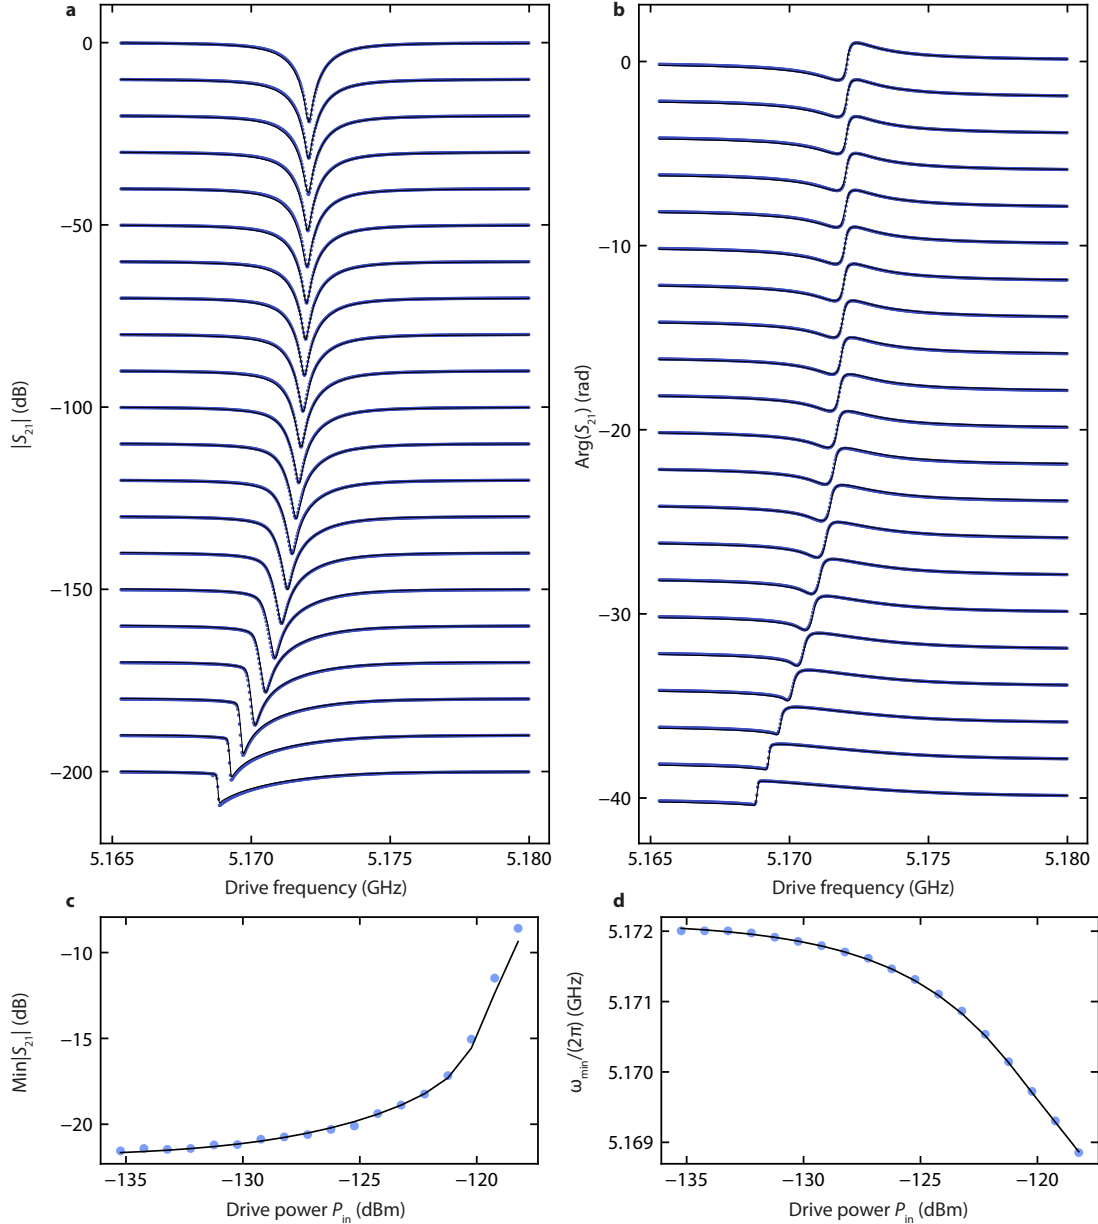 a
0
−50
−100
−150
−200
|S21| (dB)
5.165
5.170
5.175
5.180
Drive frequency (GHz)
b
0
−10
−20
−30
−40
Arg(S21) (rad)
5.165
5.170
5.175
5.180
Drive frequency (GHz)
c
−10
−15
−20
Min|S21| (dB)
−135
−130
−125
−120
Drive power Pin (dBm)
d
5.172
5.171
5.170
5.169
ωmin/(2π) (GHz)
−135
−130
−125
−120
Drive power Pin (dBm)